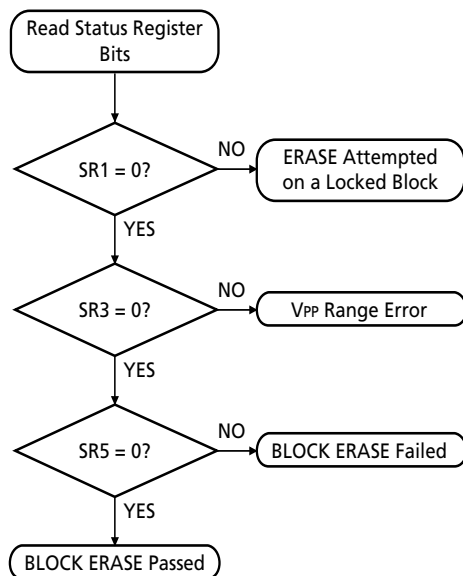 Read Status Register
Bits
SR1 = 0?
NO
ERASE Attempted
on a Locked Block
YES
SR3 = 0?
NO
VPP Range Error
YES
SR5 = 0?
NO
BLOCK ERASE Failed
YES
BLOCK ERASE Passed